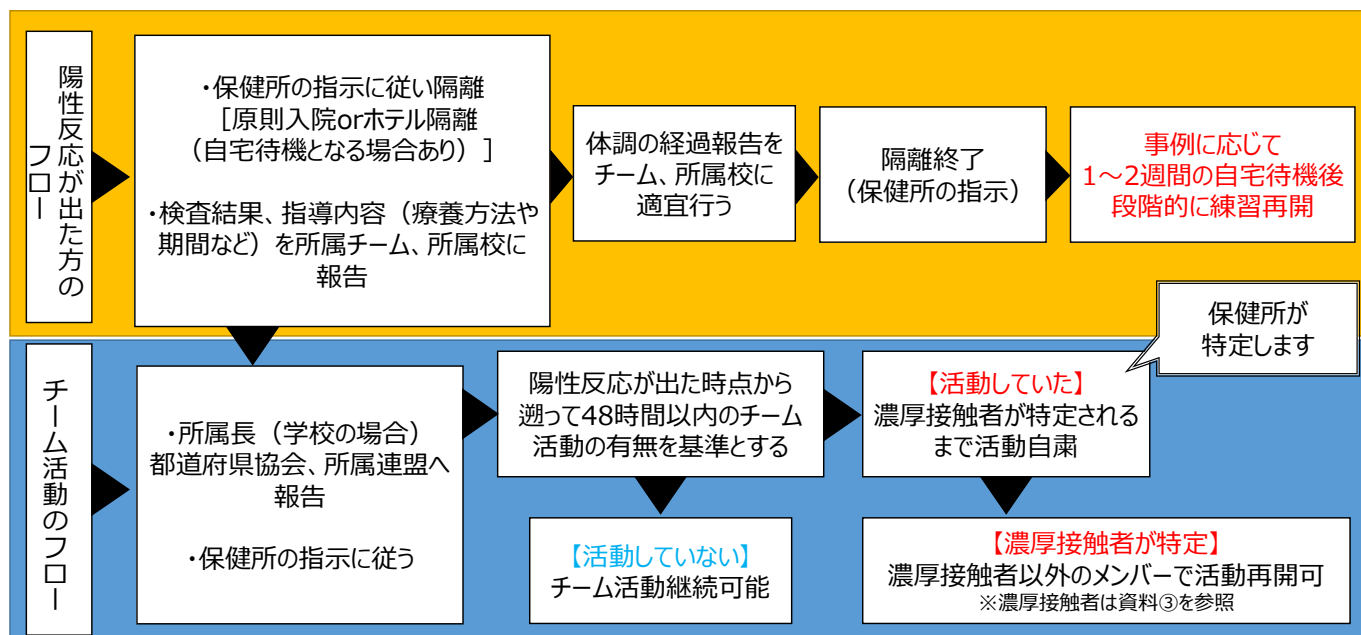 陽性反応が出た方の
フロー
・保健所の指示に従い隔離
［原則入院orホテル隔離
（自宅待機となる場合あり）］
・検査結果、指導内容（療養方法や
期間など）を所属チーム、所属校に
報告
体調の経過報告を
チーム、所属校に
適宜行う
隔離終了
（保健所の指示）
事例に応じて
1～2週間の自宅待機後
段階的に練習再開
保健所が
特定します
チーム活動のフロー
・所属長（学校の場合）
都道府県協会、所属連盟へ
報告
・保健所の指示に従う
陽性反応が出た時点から
遡って48時間以内のチーム
活動の有無を基準とする
【活動していた】
濃厚接触者が特定される
まで活動自粛
【活動していない】
チーム活動継続可能
【濃厚接触者が特定】
濃厚接触者以外のメンバーで活動再開可
※濃厚接触者は資料③を参照